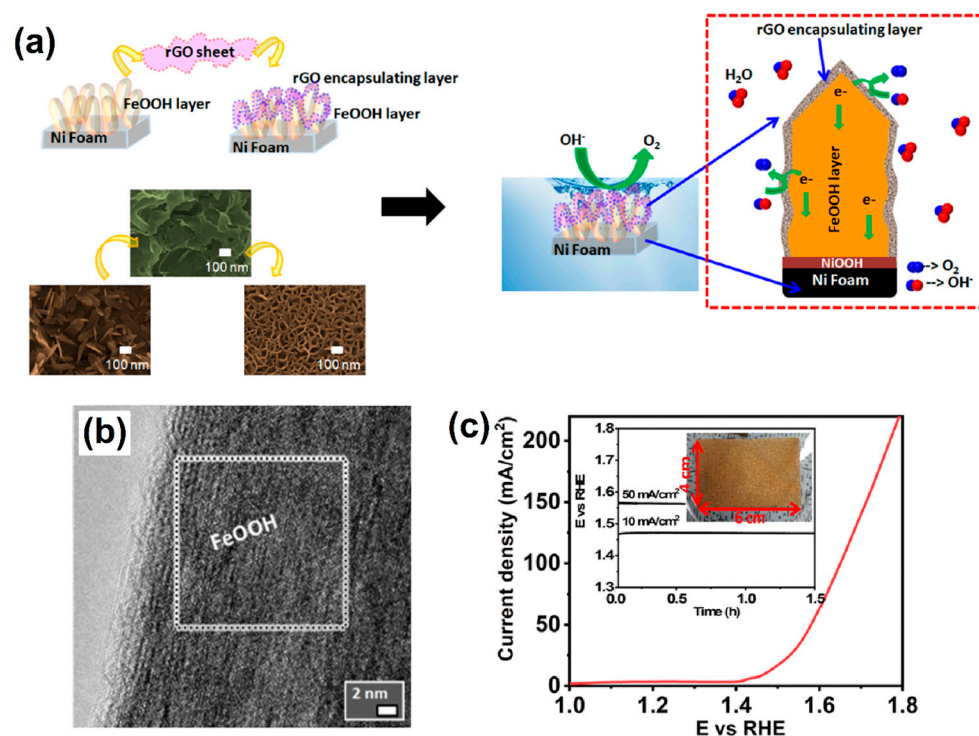 (a)
rGO sheet
FeOOH layer
Ni Foam
rGO encapsulating layer
FeOOH layer
Ni Foam
100 nm
100 nm
100 nm
OH-
O2
Ni Foam
rGO encapsulating layer
H2O
e-
e-
e-
FeOOH layer
NiOOH
Ni Foam
--> O2
--> OH-
(b)
FeOOH
2 nm
(c)
Current density (mA/cm2)
200
150
100
50
0
1.0
1.2
1.4
1.6
1.8
E vs RHE
E vs RHE
1.8
1.7
1.6
1.5
1.4
1.3
50 mA/cm2
10 mA/cm2
4 cm
6 cm
0.0
0.5
1.0
1.5
Time (h)